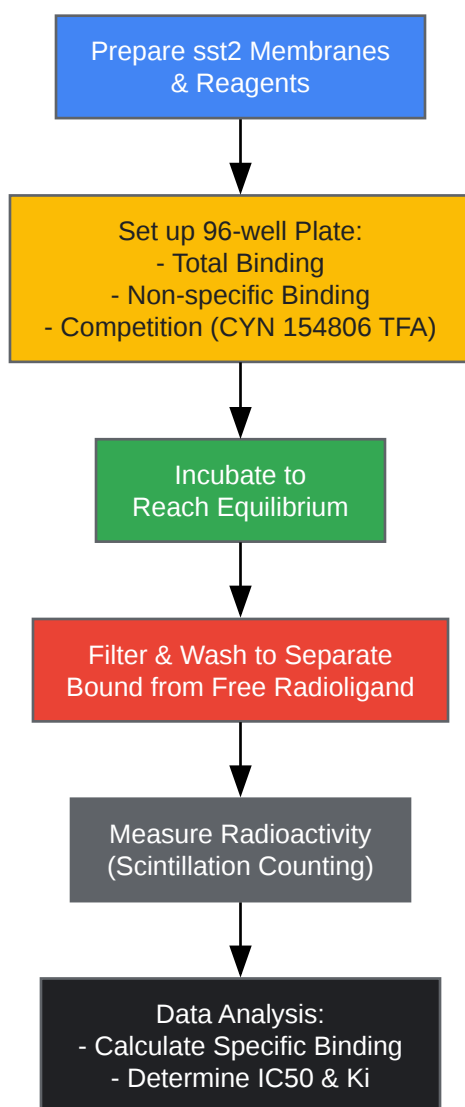 Prepare sst2 Membranes
& Reagents
Set up 96-well Plate:
- Total Binding
- Non-specific Binding
- Competition (CYN 154806 TFA)
Incubate to
Reach Equilibrium
Filter & Wash to Separate
Bound from Free Radioligand
Measure Radioactivity
(Scintillation Counting)
Data Analysis:
- Calculate Specific Binding
- Determine IC50 & Ki